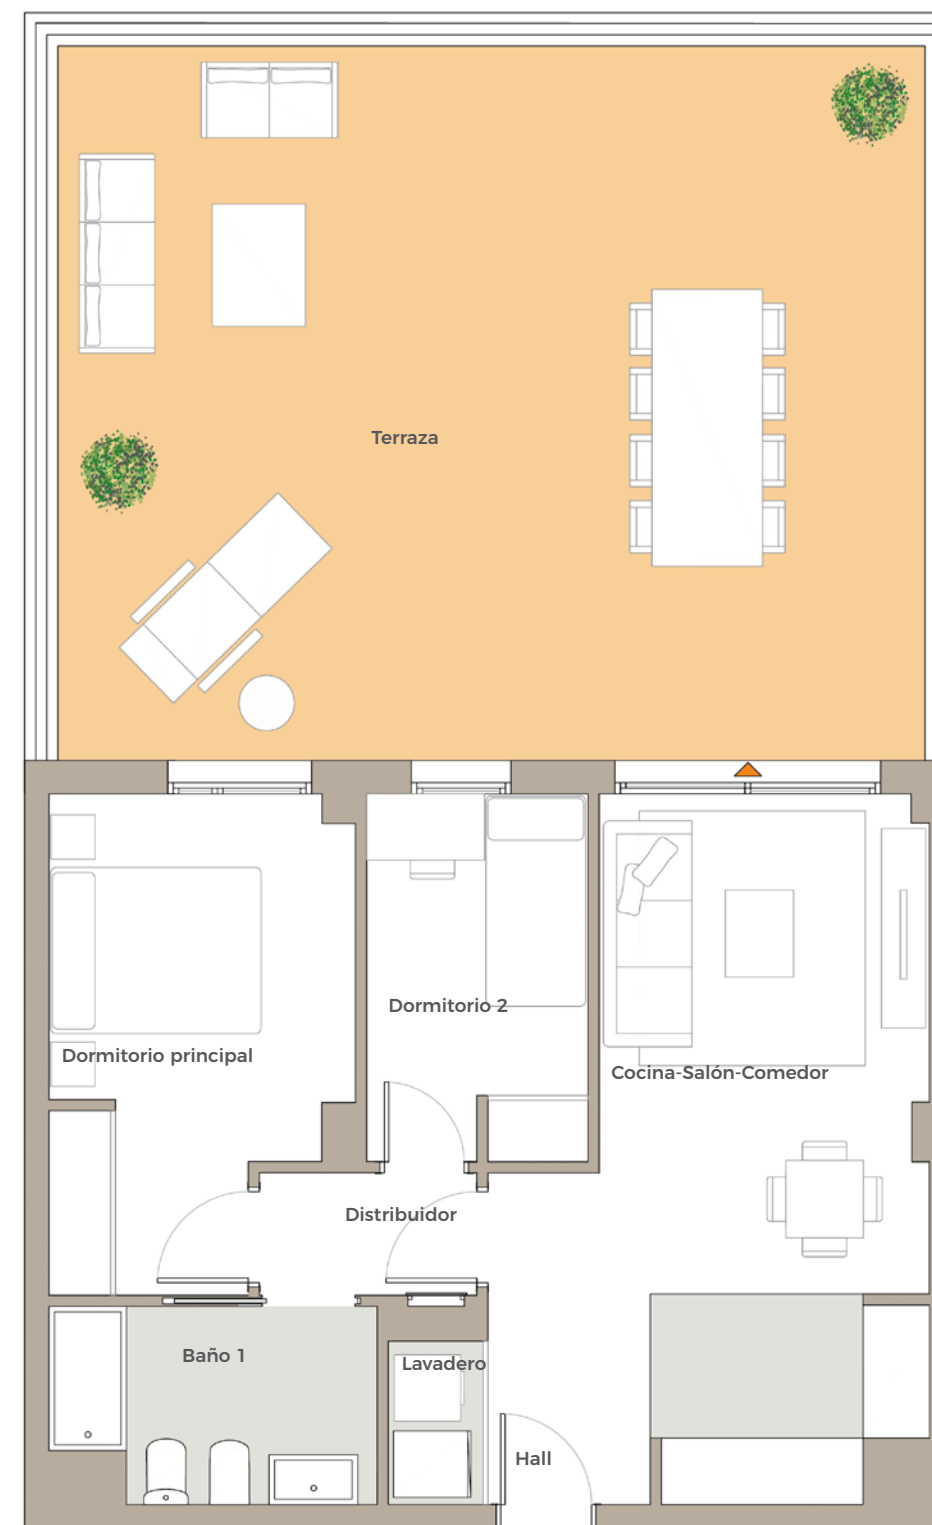 Terraza
Dormitorio 2
Dormitorio principal
Cocina-Salón-Comedor
Distribuidor
Baño 1
Lavadero
Hall